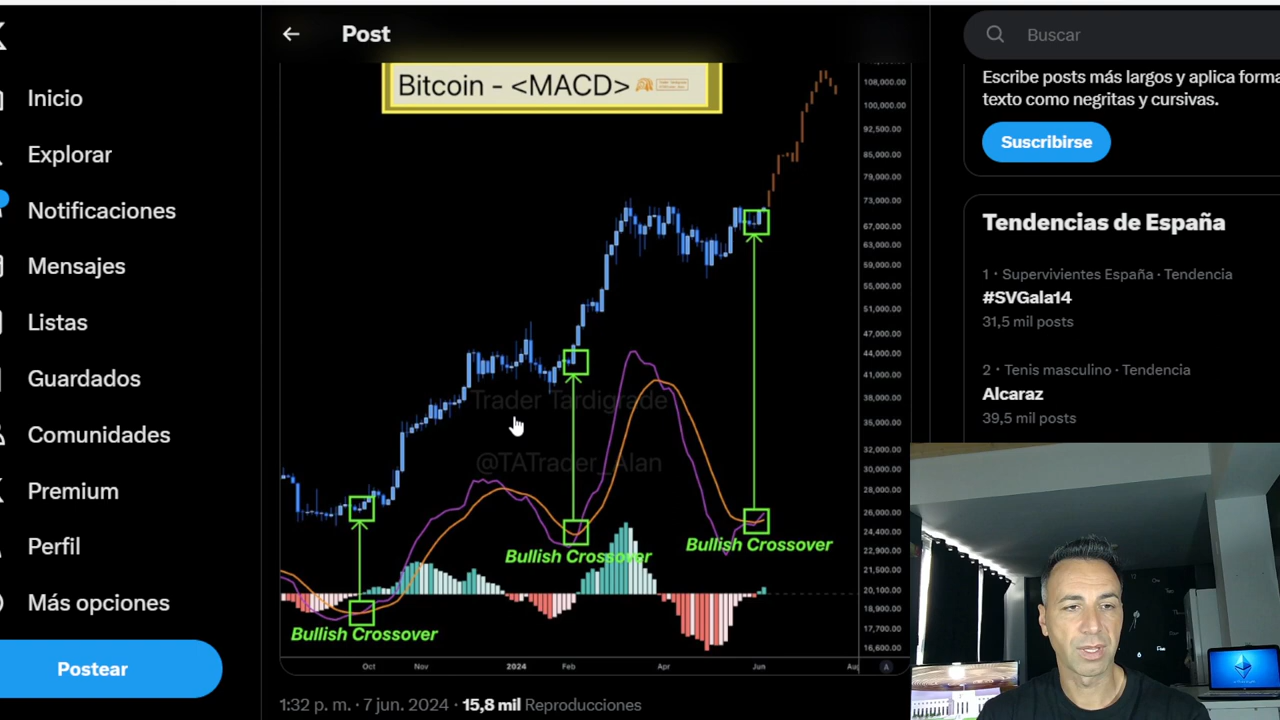 Post
Inicio
Explorar
Notificaciones
Mensajes
Listas
Guardados
Comunidades
Premium
Perfil
Más opciones
Postear
Bitcoin - <MACD>
Trader Tardigrade
@TATrader_Alan
Bullish Crossover
Bullish Crossover
Bullish Crossover
108,000.00
100,000.00
92,500.00
85,000.00
79,000.00
73,000.00
67,000.00
63,000.00
59,000.00
55,000.00
51,000.00
47,000.00
44,000.00
41,000.00
38,000.00
35,000.00
32,000.00
30,000.00
28,000.00
26,000.00
24,400.00
22,900.00
21,500.00
20,100.00
18,900.00
17,700.00
16,600.00
Oct
Nov
2024
Feb
Apr
Jun
A
1:32 p. m. · 7 jun. 2024 · 15,8 mil Reproducciones
Buscar
Escribe posts más largos y aplica forma
texto como negritas y cursivas.
Suscribirse
Tendencias de España
1 · Supervivientes España · Tendencia
#SVGala14
31,5 mil posts
2 · Tenis masculino · Tendencia
Alcaraz
39,5 mil posts